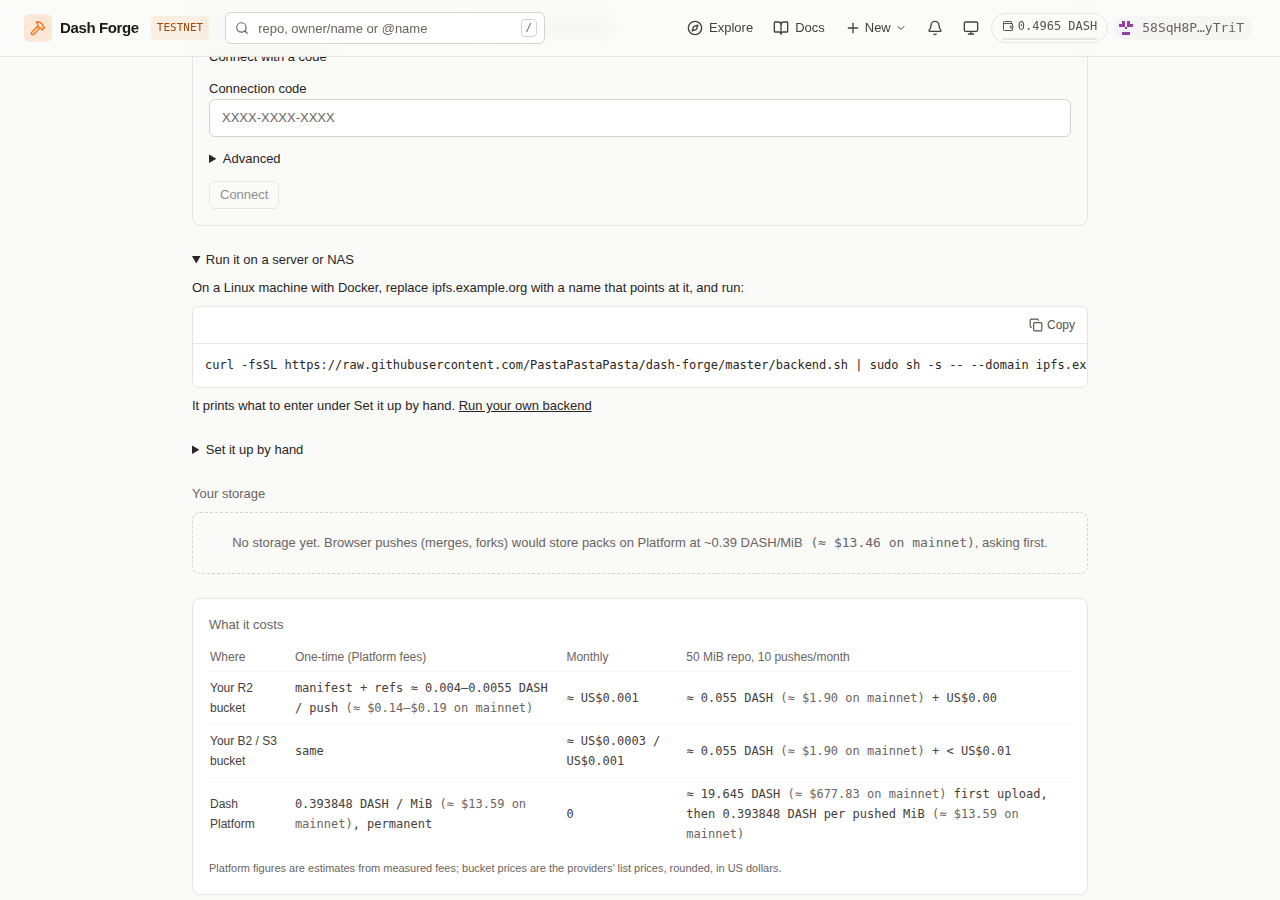 Dash Forge TESTNET repo, owner/name or @name / Explore Docs New 0.4965 DASH 58SqH8P…yTriT
Connect with a code
Connection code
XXXX-XXXX-XXXX
Advanced
Connect
Run it on a server or NAS
On a Linux machine with Docker, replace ipfs.example.org with a name that points at it, and run:
Copy
curl -fsSL https://raw.githubusercontent.com/PastaPastaPasta/dash-forge/master/backend.sh | sudo sh -s -- --domain ipfs.ex
It prints what to enter under Set it up by hand. Run your own backend
Set it up by hand
Your storage
No storage yet. Browser pushes (merges, forks) would store packs on Platform at ~0.39 DASH/MiB (≈ $13.46 on mainnet), asking first.
What it costs
Where One-time (Platform fees) Monthly 50 MiB repo, 10 pushes/month
Your R2 bucket
manifest + refs ≈ 0.004–0.0055 DASH
/ push (≈ $0.14–$0.19 on mainnet)
≈ US$0.001
≈ 0.055 DASH (≈ $1.90 on mainnet) + US$0.00
Your B2 / S3
bucket
same
≈ US$0.0003 /
US$0.001
≈ 0.055 DASH (≈ $1.90 on mainnet) + < US$0.01
Dash
Platform
0.393848 DASH / MiB (≈ $13.59 on
mainnet), permanent
0
≈ 19.645 DASH (≈ $677.83 on mainnet) first upload,
then 0.393848 DASH per pushed MiB (≈ $13.59 on
mainnet)
Platform figures are estimates from measured fees; bucket prices are the providers’ list prices, rounded, in US dollars.